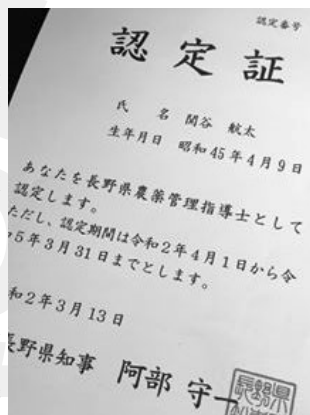 認定番号
認定証
氏 名 関谷 航太
生年月日 昭和45年4月9日
あなたを長野県農薬管理指導士として
認定します。
ただし、認定期間は令和2年4月1日から令
和5年3月31日までとします。
和2年3月13日
長野県知事 阿部 守一